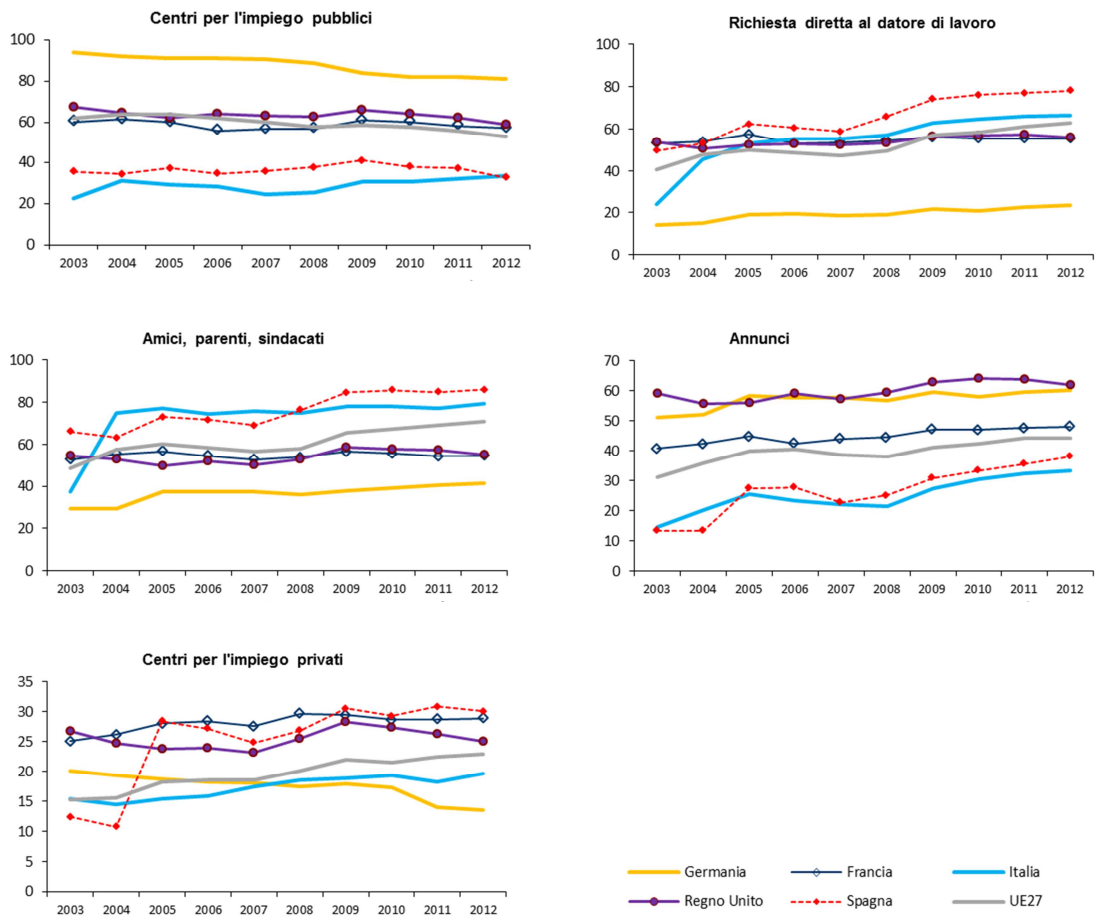 Centri per l'impiego pubblici
100
80
60
40
20
0
2003 2004 2005 2006 2007 2008 2009 2010 2011 2012
Richiesta diretta al datore di lavoro
100
80
60
40
20
0
2003 2004 2005 2006 2007 2008 2009 2010 2011 2012
Amici, parenti, sindacati
100
80
60
40
20
0
2003 2004 2005 2006 2007 2008 2009 2010 2011 2012
Annunci
70
60
50
40
30
20
10
0
2003 2004 2005 2006 2007 2008 2009 2010 2011 2012
Centri per l'impiego privati
35
30
25
20
15
10
5
0
2003 2004 2005 2006 2007 2008 2009 2010 2011 2012
Germania Francia Italia
Regno Unito Spagna UE27